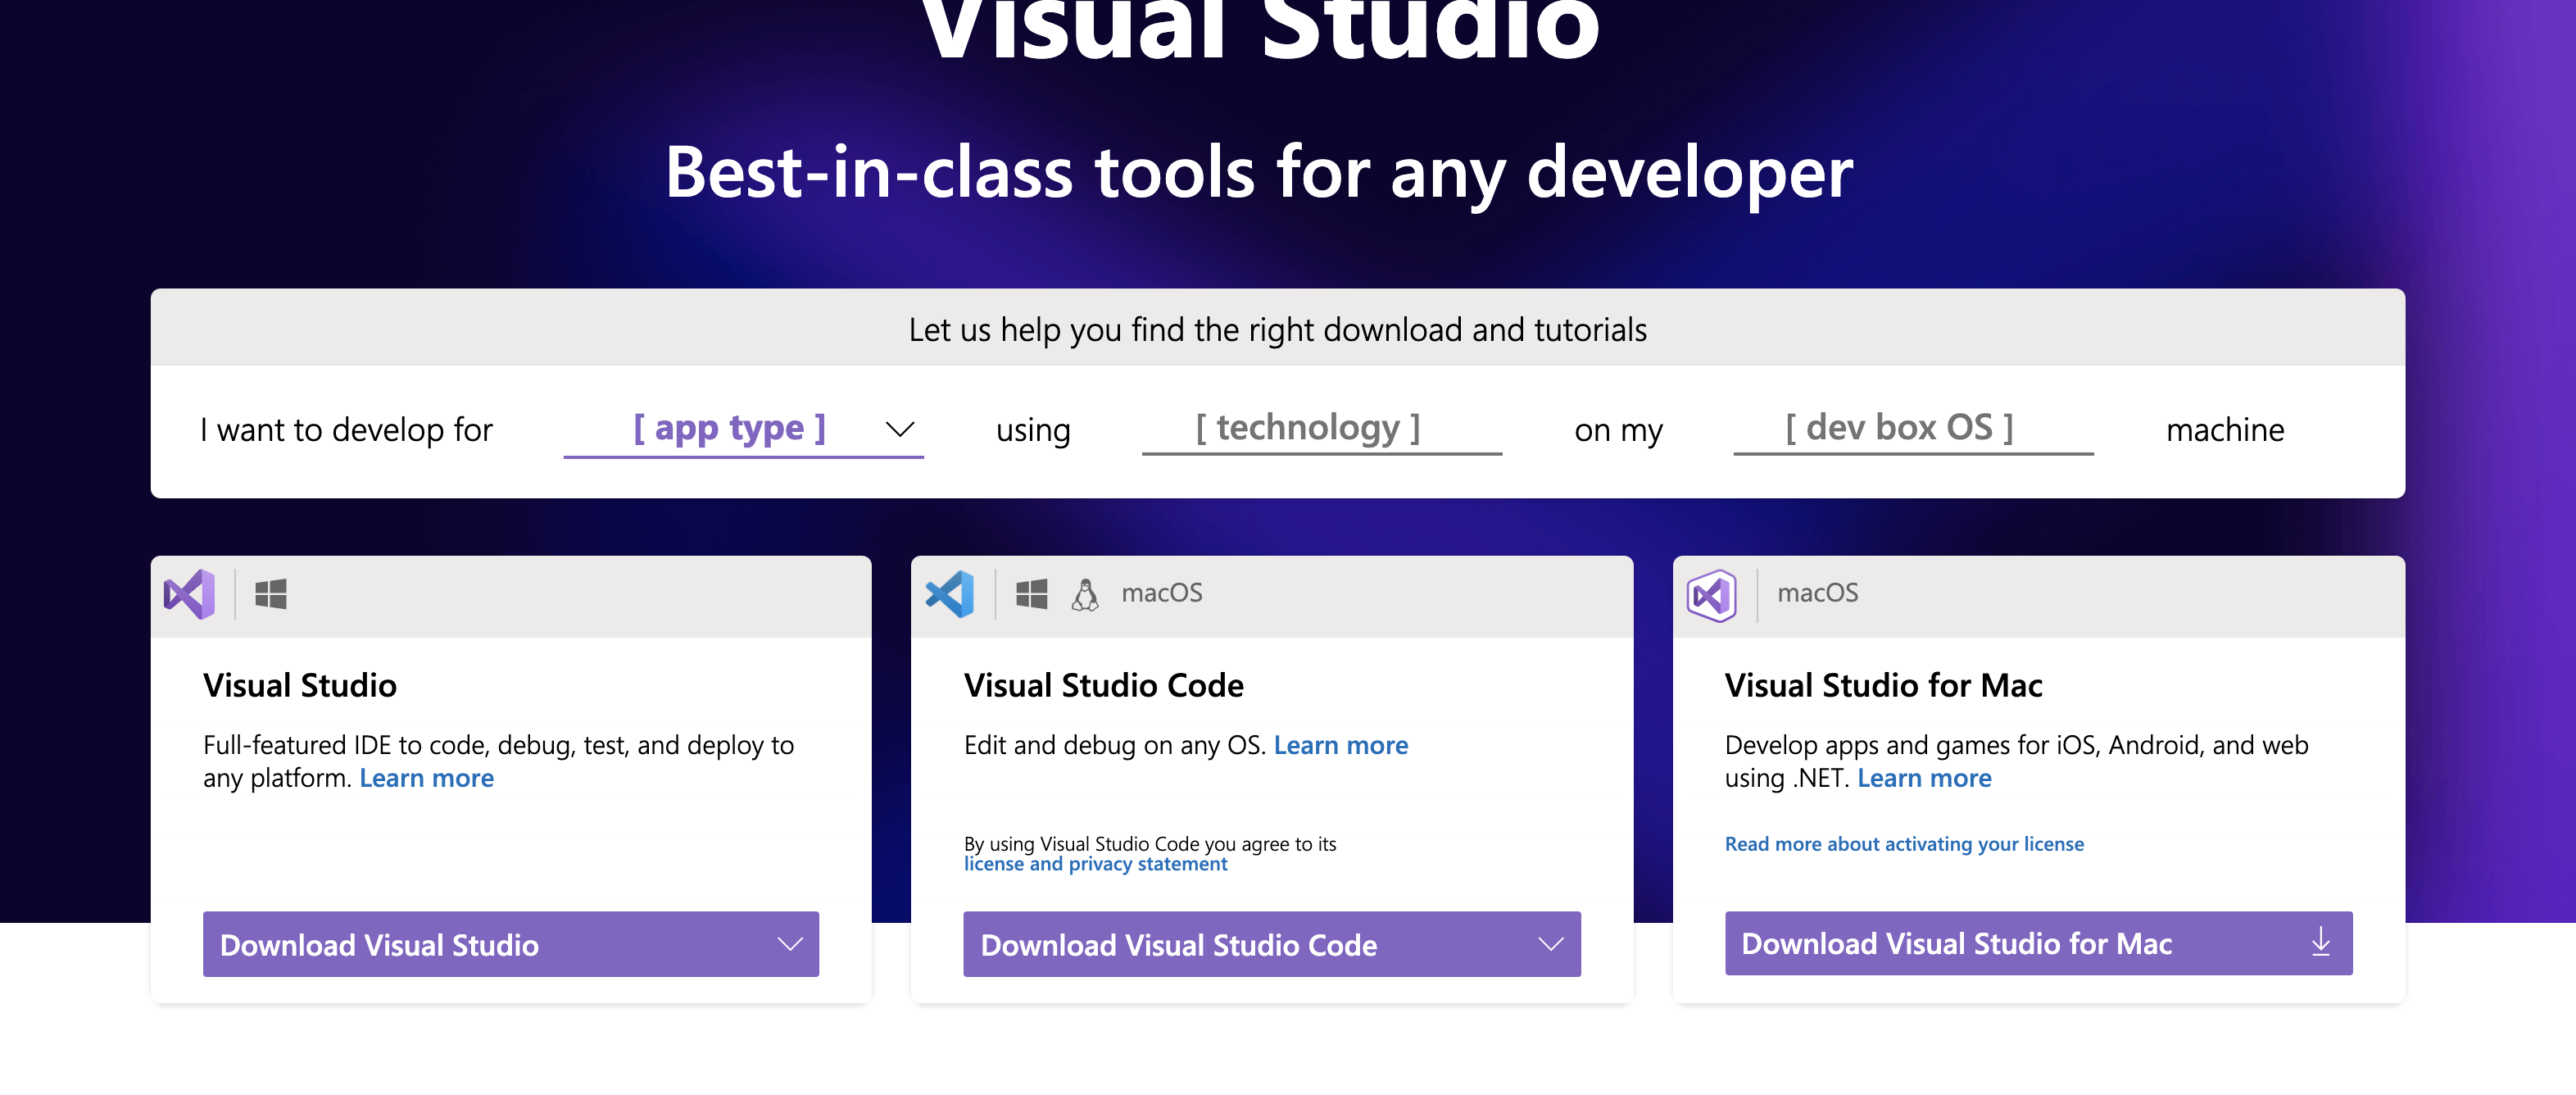 Visual Studio
Best-in-class tools for any developer
Let us help you find the right download and tutorials
I want to develop for [ app type ] using [ technology ] on my [ dev box OS ] machine
Visual Studio
Full-featured IDE to code, debug, test, and deploy to
any platform. Learn more
Download Visual Studio
macOS
Visual Studio Code
Edit and debug on any OS. Learn more
By using Visual Studio Code you agree to its
license and privacy statement
Download Visual Studio Code
macOS
Visual Studio for Mac
Develop apps and games for iOS, Android, and web
using .NET. Learn more
Read more about activating your license
Download Visual Studio for Mac